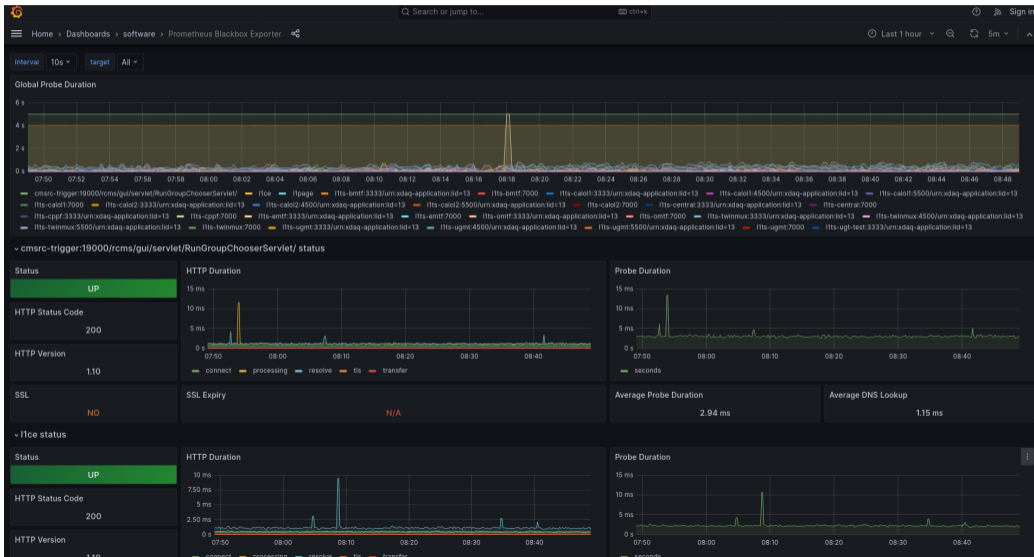 Search or jump to... ctrl+k Sign in
Home › Dashboards › software › Prometheus Blackbox Exporter Last 1 hour 5m
Interval 10s target All
Global Probe Duration
6 s
4 s
2 s
0 s
07:50 07:52 07:54 07:56 07:58 08:00 08:02 08:04 08:06 08:08 08:10 08:12 08:14 08:16 08:18 08:20 08:22 08:24 08:26 08:28 08:30 08:32 08:34 08:36 08:38 08:40 08:42 08:44 08:46 08:48
cmsrc-trigger:19000/rcms/gui/servlet/RunGroupChooserServlet/ l1ce l1page l1ts-bmtf:3333/urn:xdaq-application:lid=13 l1ts-bmtf:7000 l1ts-calol1:3333/urn:xdaq-application:lid=13 l1ts-calol1:4500/urn:xdaq-application:lid=13 l1ts-calol1:5500/urn:xdaq-application:lid=13
l1ts-calol1:7000 l1ts-calol2:3333/urn:xdaq-application:lid=13 l1ts-calol2:4500/urn:xdaq-application:lid=13 l1ts-calol2:5500/urn:xdaq-application:lid=13 l1ts-calol2:7000 l1ts-central:3333/urn:xdaq-application:lid=13 l1ts-central:7000
l1ts-cppf:3333/urn:xdaq-application:lid=13 l1ts-cppf:7000 l1ts-emtf:3333/urn:xdaq-application:lid=13 l1ts-emtf:7000 l1ts-omtf:3333/urn:xdaq-application:lid=13 l1ts-omtf:7000 l1ts-twinmux:3333/urn:xdaq-application:lid=13 l1ts-twinmux:4500/urn:xdaq-application:lid=13
l1ts-twinmux:5500/urn:xdaq-application:lid=13 l1ts-twinmux:7000 l1ts-ugmt:3333/urn:xdaq-application:lid=13 l1ts-ugmt:4500/urn:xdaq-application:lid=13 l1ts-ugmt:5500/urn:xdaq-application:lid=13 l1ts-ugmt:7000 l1ts-ugt-test:3333/urn:xdaq-application:lid=13
cmsrc-trigger:19000/rcms/gui/servlet/RunGroupChooserServlet/ status
Status
UP
HTTP Status Code
200
HTTP Version
1.10
HTTP Duration
15 ms
10 ms
5 ms
0 s
07:50 08:00 08:10 08:20 08:30 08:40
connect processing resolve tls transfer
Probe Duration
15 ms
10 ms
5 ms
0 s
07:50 08:00 08:10 08:20 08:30 08:40
seconds
SSL
NO
SSL Expiry
N/A
Average Probe Duration
2.94 ms
Average DNS Lookup
1.15 ms
l1ce status
Status
UP
HTTP Status Code
200
HTTP Version
1.10
HTTP Duration
10 ms
7.50 ms
5 ms
2.50 ms
0 s
07:50 08:00 08:10 08:20 08:30 08:40
connect processing resolve tls transfer
Probe Duration
15 ms
10 ms
5 ms
0 s
07:50 08:00 08:10 08:20 08:30 08:40
seconds